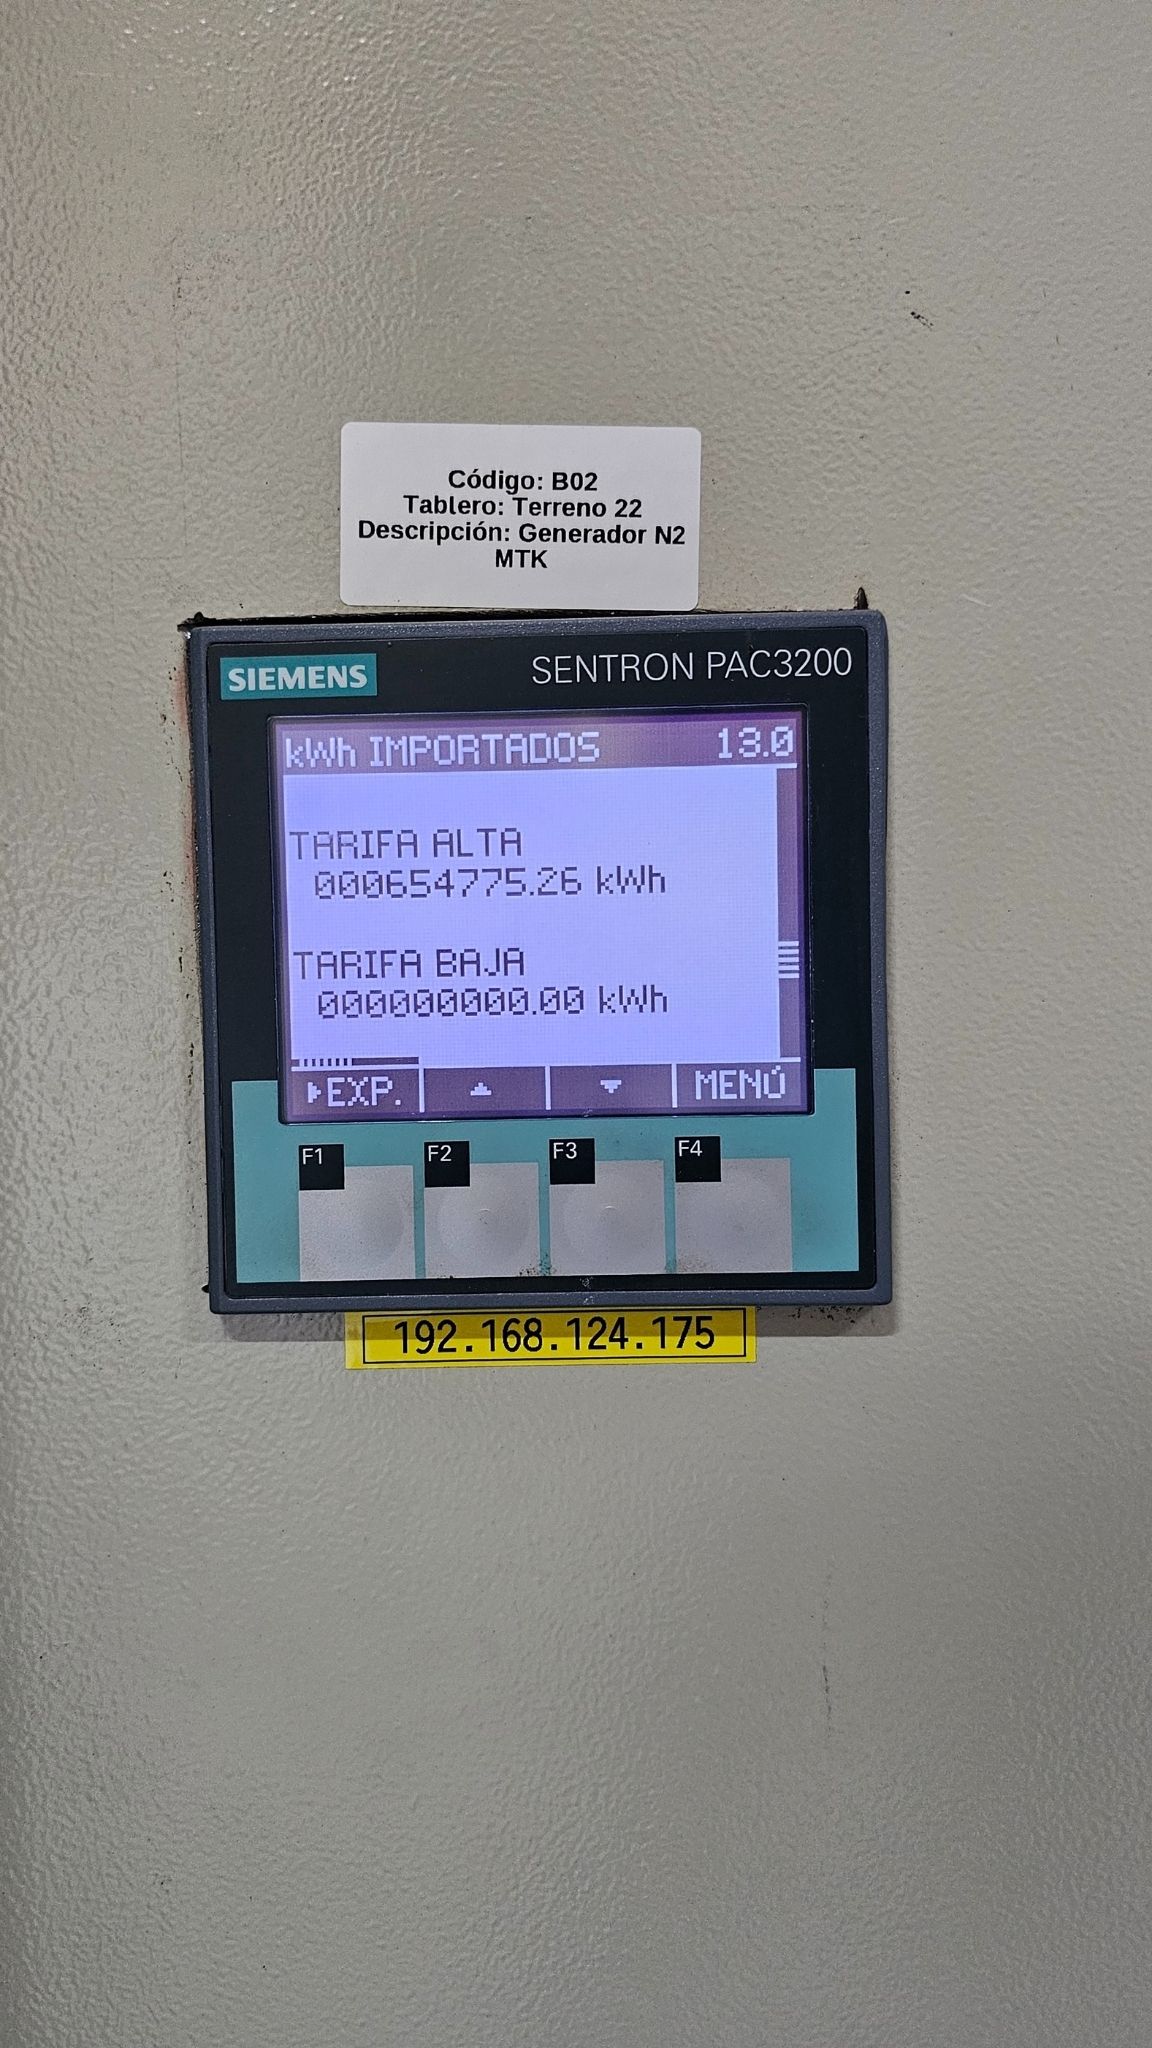 Código: B02
Tablero: Terreno 22
Descripción: Generador N2
MTK
SIEMENS
SENTRON PAC3200
kWh IMPORTADOS 13.0
TARIFA ALTA
000654775.26 kWh
TARIFA BAJA
000000000.00 kWh
EXP. MENÚ
F1 F2 F3 F4
192.168.124.175